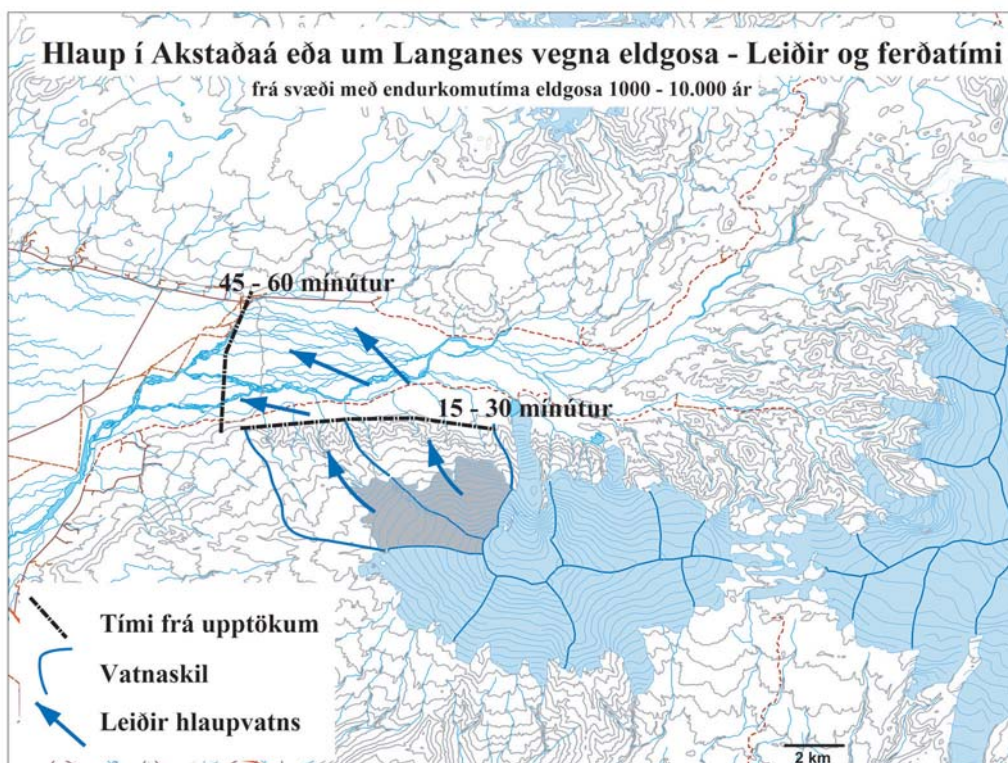 Hlaup í Akstaðaá eða um Langanes vegna eldgosa - Leiðir og ferðatími
frá svæði með endurkomutíma eldgosa 1000 - 10.000 ár
45 - 60 mínútur
15 - 30 mínútur
Tími frá upptökum
Vatnaskil
Leiðir hlaupvatns
2 km